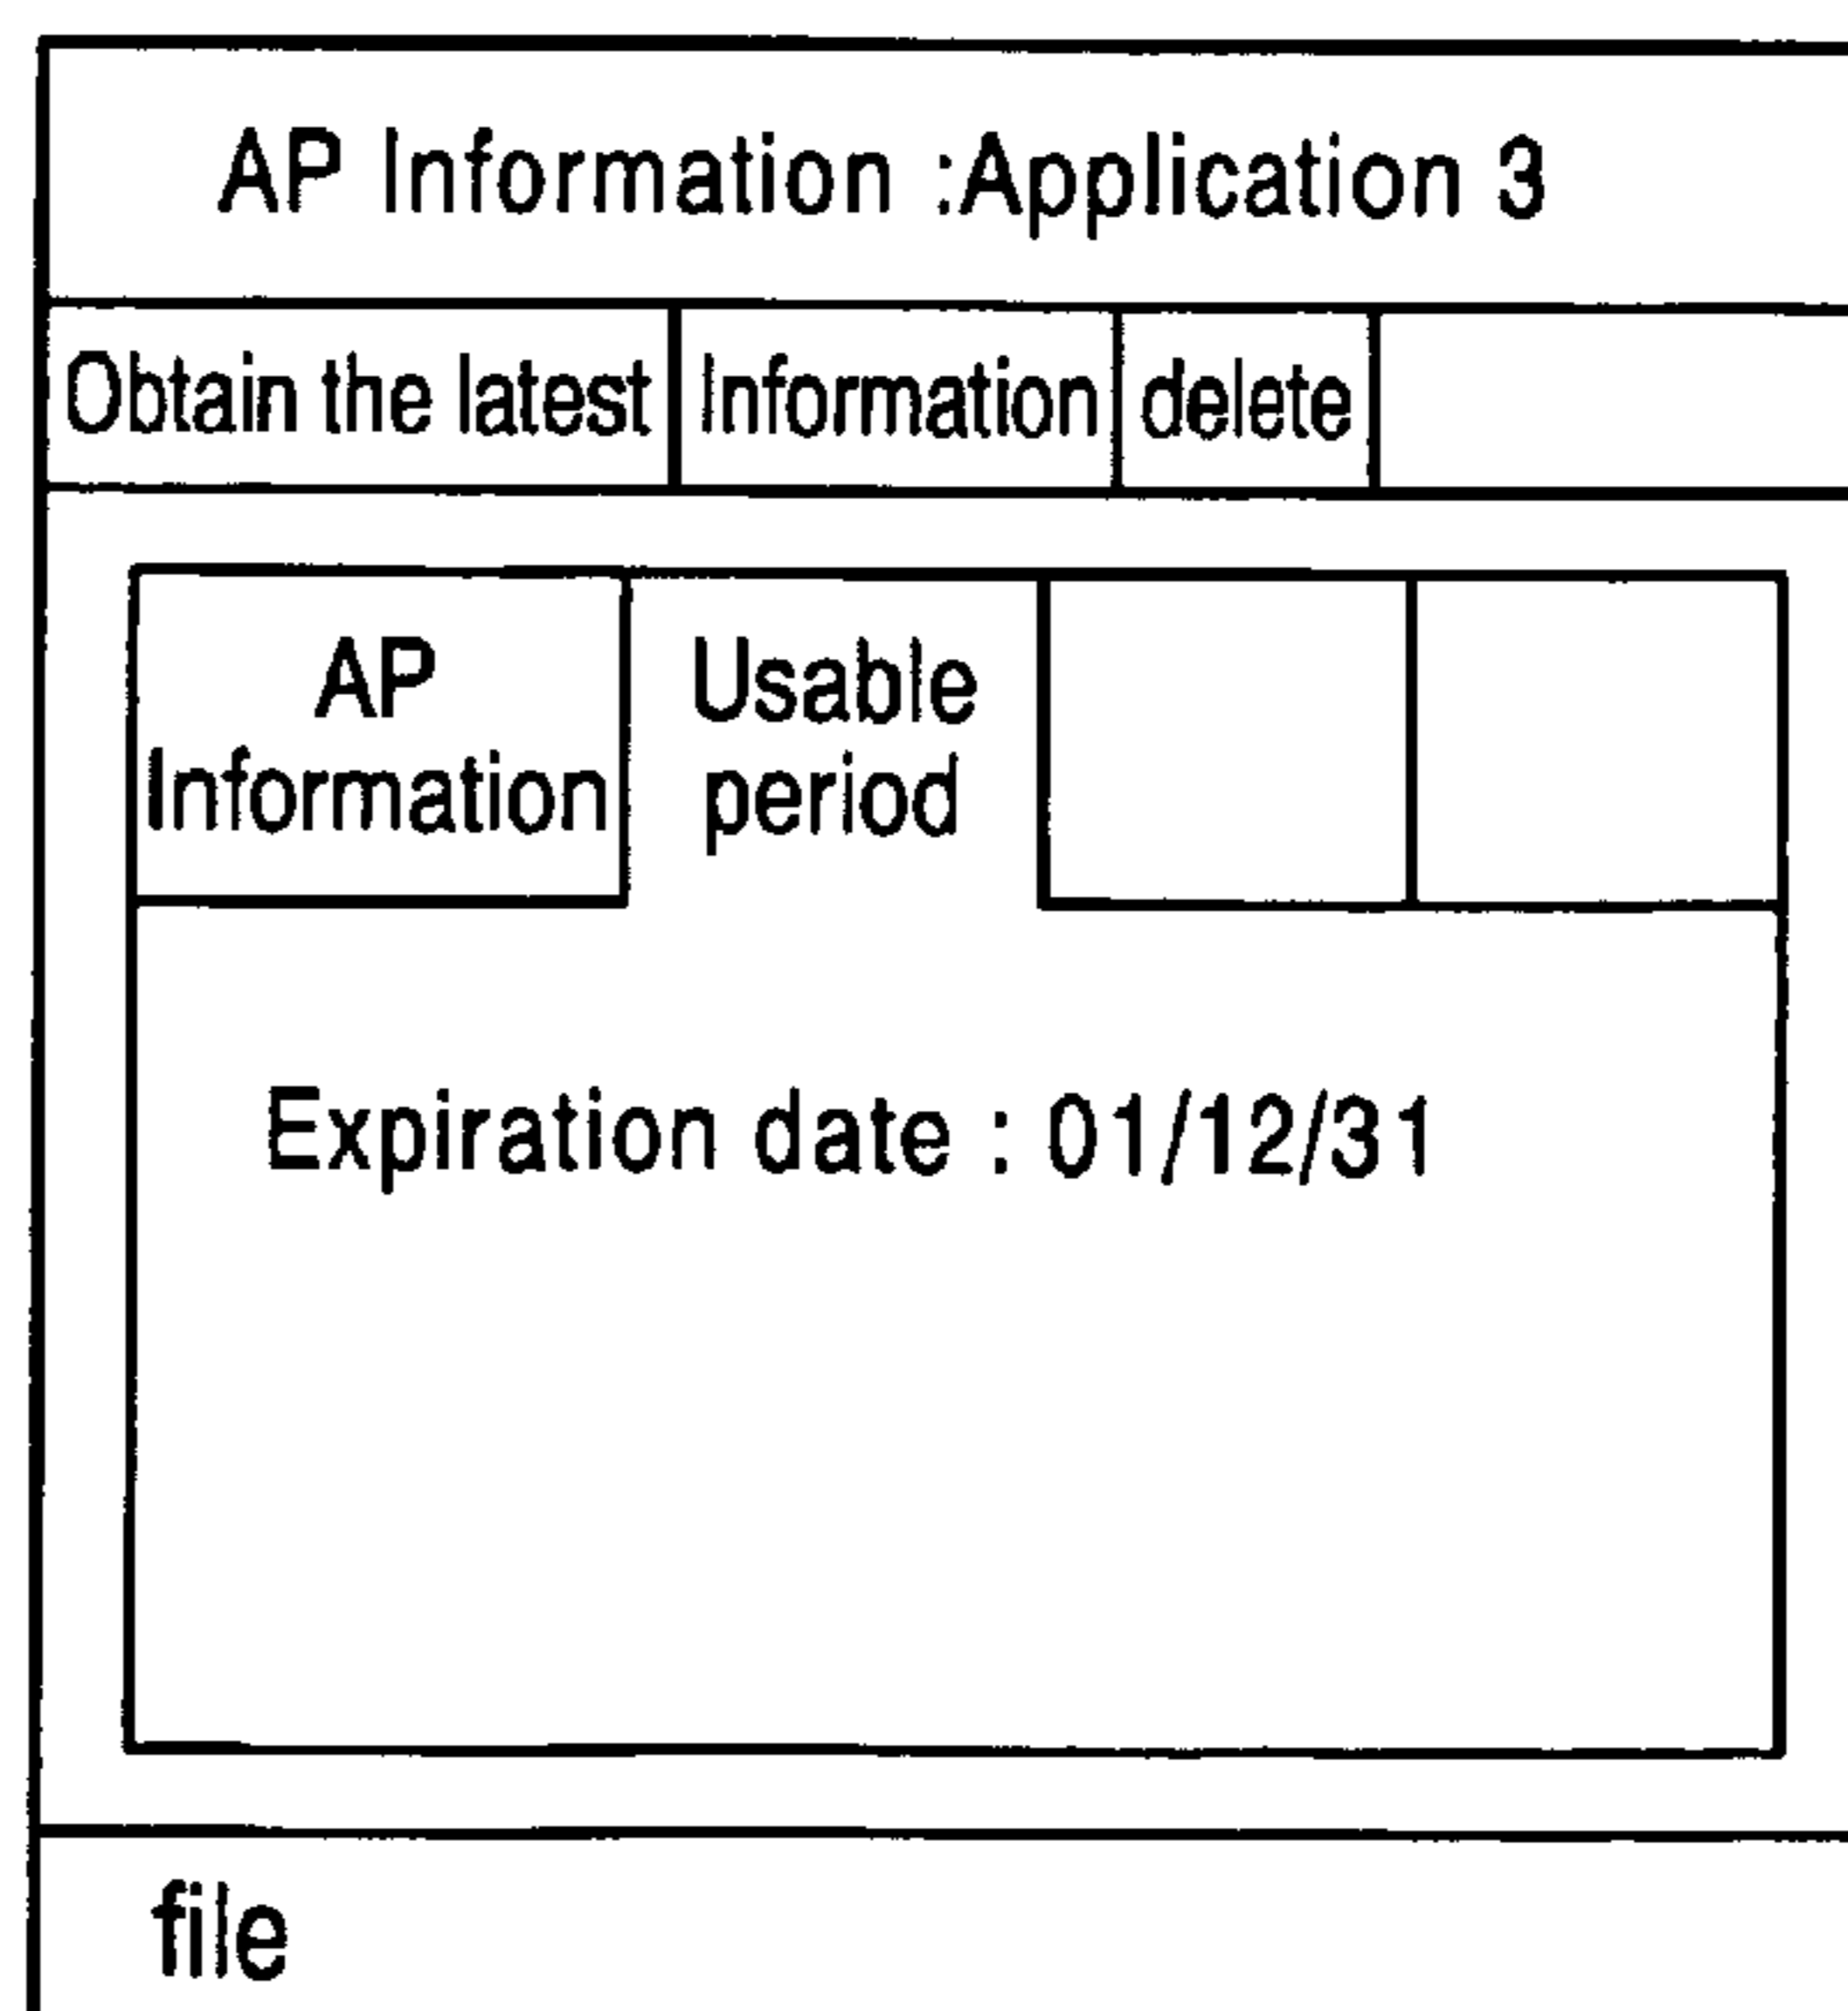 AP Information :Application 3
Obtain the latest Information delete
AP Information
Usable period
Expiration date : 01/12/31
file